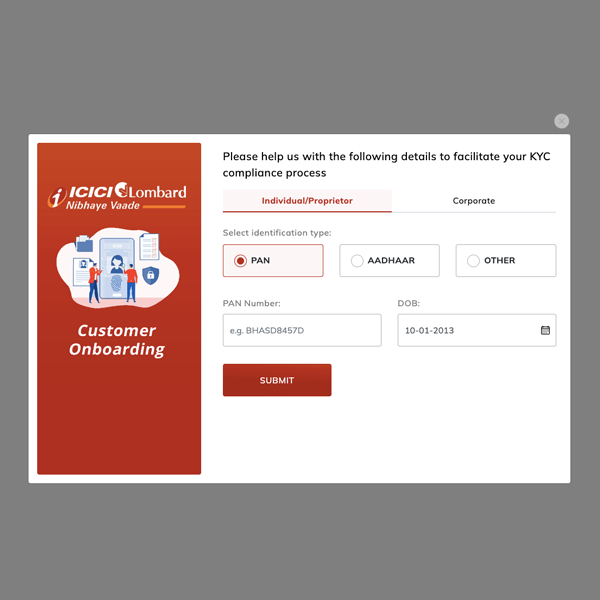 ICICI Lombard
Nibhaye Vaade
Customer
Onboarding
Please help us with the following details to facilitate your KYC
compliance process
Individual/Proprietor
Corporate
Select identification type:
PAN
AADHAAR
OTHER
PAN Number:
DOB:
e.g. BHASD8457D
10-01-2013
SUBMIT